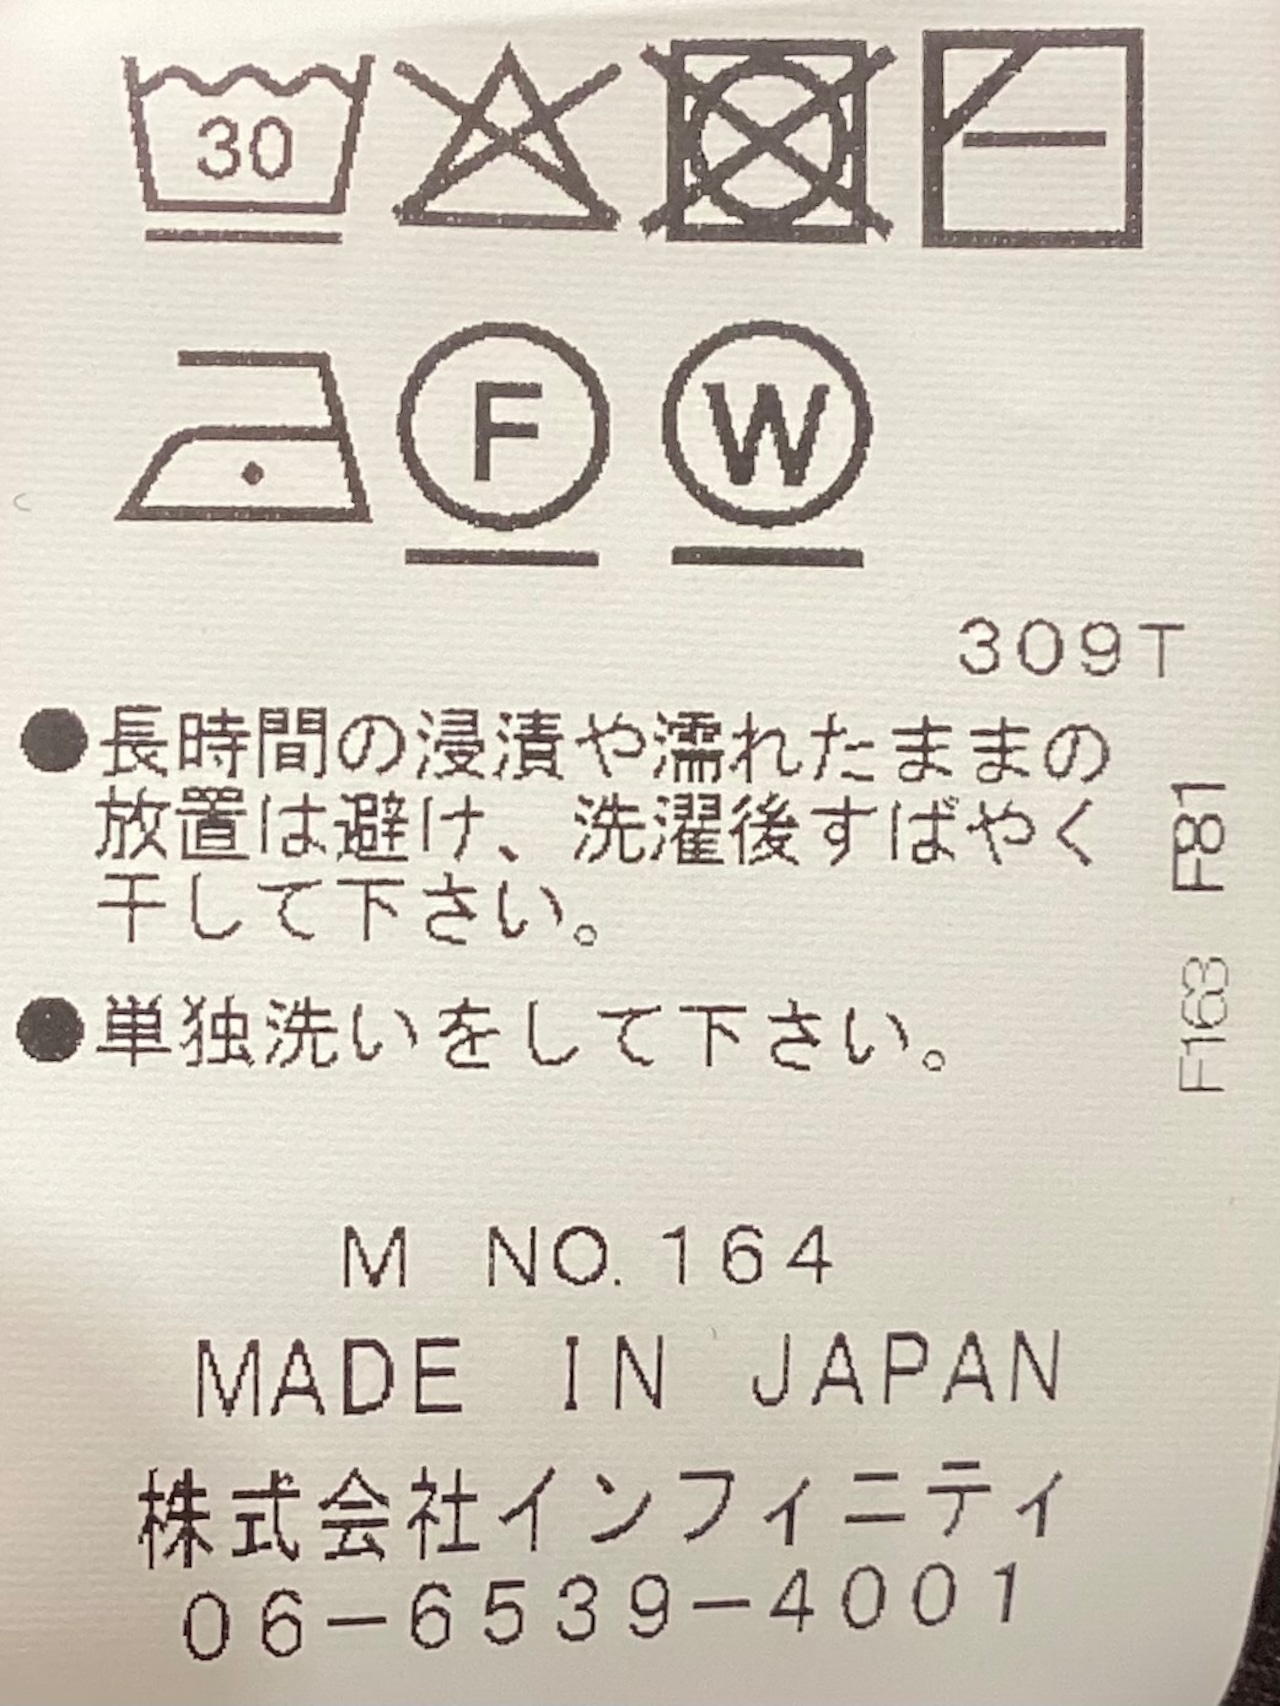 30
F W
309T
●長時間の浸漬や濡れたままの
放置は避け、洗濯後すばやく
干して下さい。
●単独洗いをして下さい。
F163 F81
M NO.164
MADE IN JAPAN
株式会社インフィニティ
06-6539-4001